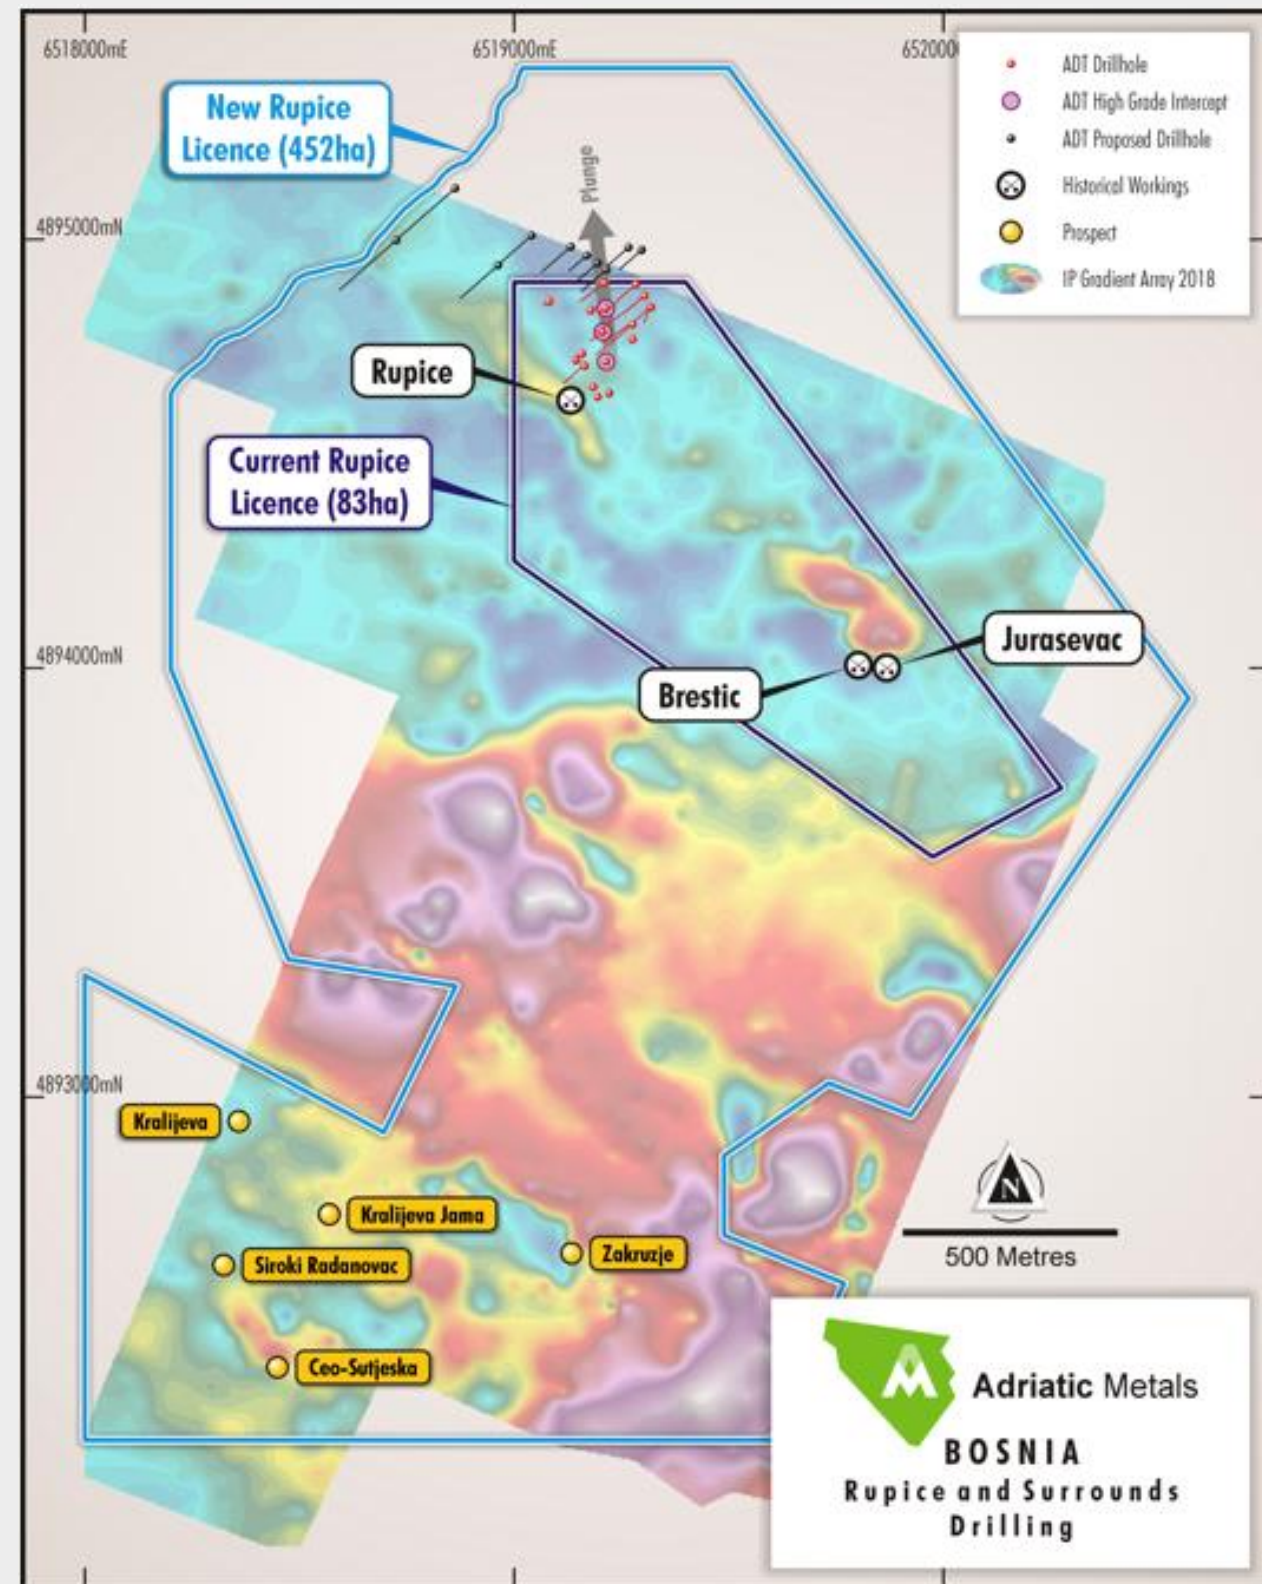 6518000mE
6519000mE
65200
ADT Drillhole
ADT High Grade Intercept
ADT Proposed Drillhole
Historical Workings
Prospect
IP Gradient Array 2018
New Rupice
Licence (452ha)
Plunge
4895000mN
Rupice
Current Rupice
Licence (83ha)
Jurasevac
4894000mN
Brestic
4893000mN
Kralijeva
Kralijeva Jama
Zakruzje
Siroki Radanovac
Ceo-Sutjeska
N
500 Metres
Adriatic Metals
BOSNIA
Rupice and Surrounds
Drilling